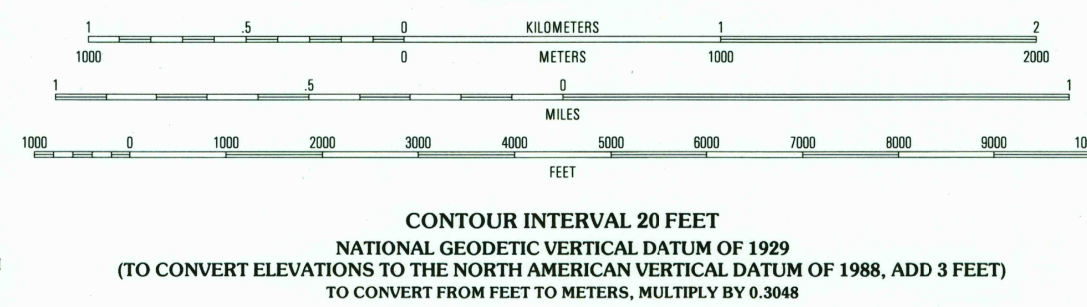 1 .5 0 KILOMETERS 1 2
1000 0 METERS 1000 2000
1 .5 0 1
MILES
1000 0 1000 2000 3000 4000 5000 6000 7000 8000 9000 10
FEET
CONTOUR INTERVAL 20 FEET
NATIONAL GEODETIC VERTICAL DATUM OF 1929
(TO CONVERT ELEVATIONS TO THE NORTH AMERICAN VERTICAL DATUM OF 1988, ADD 3 FEET)
TO CONVERT FROM FEET TO METERS, MULTIPLY BY 0.3048